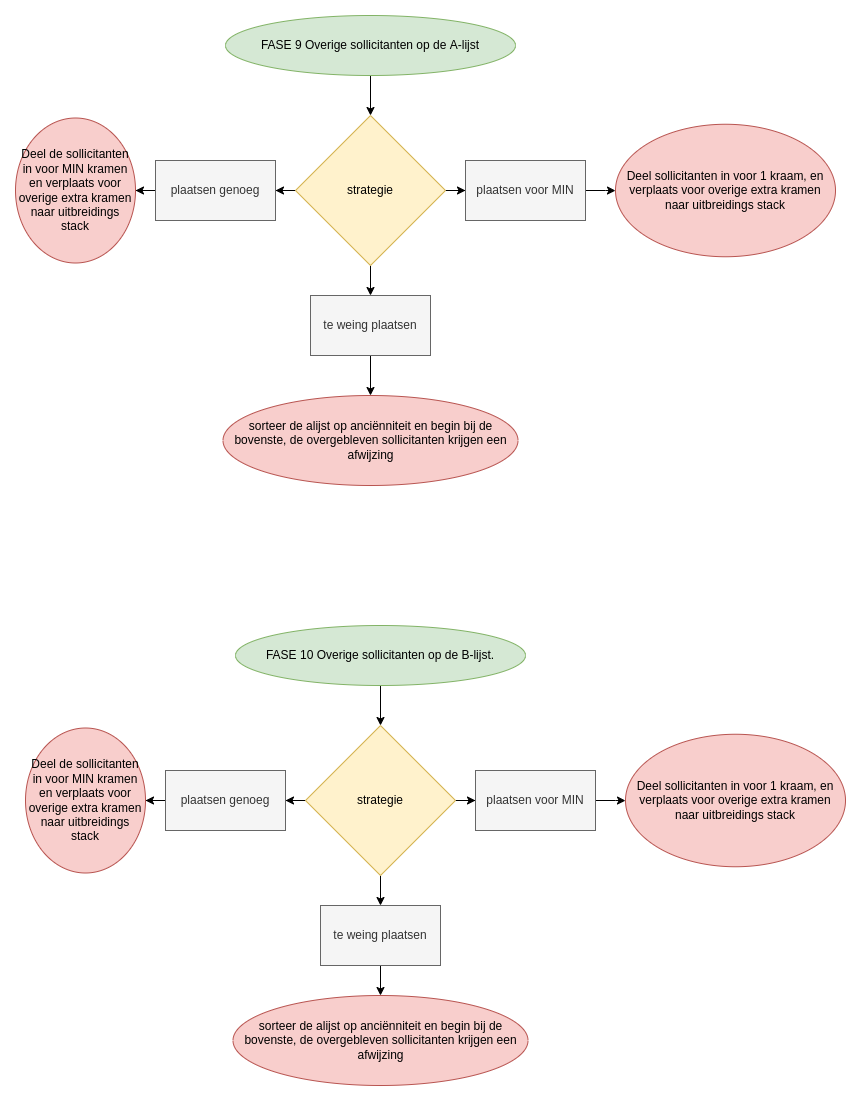 FASE 9 Overige sollicitanten op de A-lijst
Deel de sollicitanten
in voor MIN kramen
en verplaats voor
overige extra kramen
naar uitbreidings
stack
plaatsen genoeg
strategie
plaatsen voor MIN
Deel sollicitanten in voor 1 kraam, en
verplaats voor overige extra kramen
naar uitbreidings stack
te weing plaatsen
sorteer de alijst op anciënniteit en begin bij de
bovenste, de overgebleven sollicitanten krijgen een
afwijzing
FASE 10 Overige sollicitanten op de B-lijst.
Deel de sollicitanten
in voor MIN kramen
en verplaats voor
overige extra kramen
naar uitbreidings
stack
plaatsen genoeg
strategie
plaatsen voor MIN
Deel sollicitanten in voor 1 kraam, en
verplaats voor overige extra kramen
naar uitbreidings stack
te weing plaatsen
sorteer de alijst op anciënniteit en begin bij de
bovenste, de overgebleven sollicitanten krijgen een
afwijzing